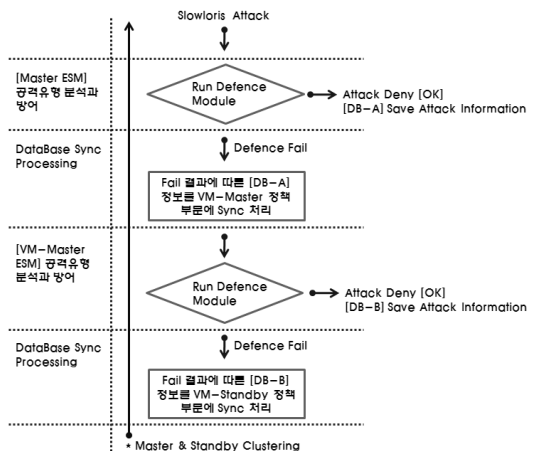 Slowloris Attack
[Master ESM]
공격유형 분석과
방어
Run Defence
Module
Attack Deny [OK]
[DB-A] Save Attack Information
DataBase Sync
Processing
Defence Fail
Fail 결과에 따른 [DB-A]
정보를 VM-Master 정책
부문에 Sync 처리
[VM-Master
ESM] 공격유형
분석과 방어
Run Defence
Module
Attack Deny [OK]
[DB-B] Save Attack Information
DataBase Sync
Processing
Defence Fail
Fail 결과에 따른 [DB-B]
정보를 VM-Standby 정책
부문에 Sync 처리
* Master & Standby Clustering